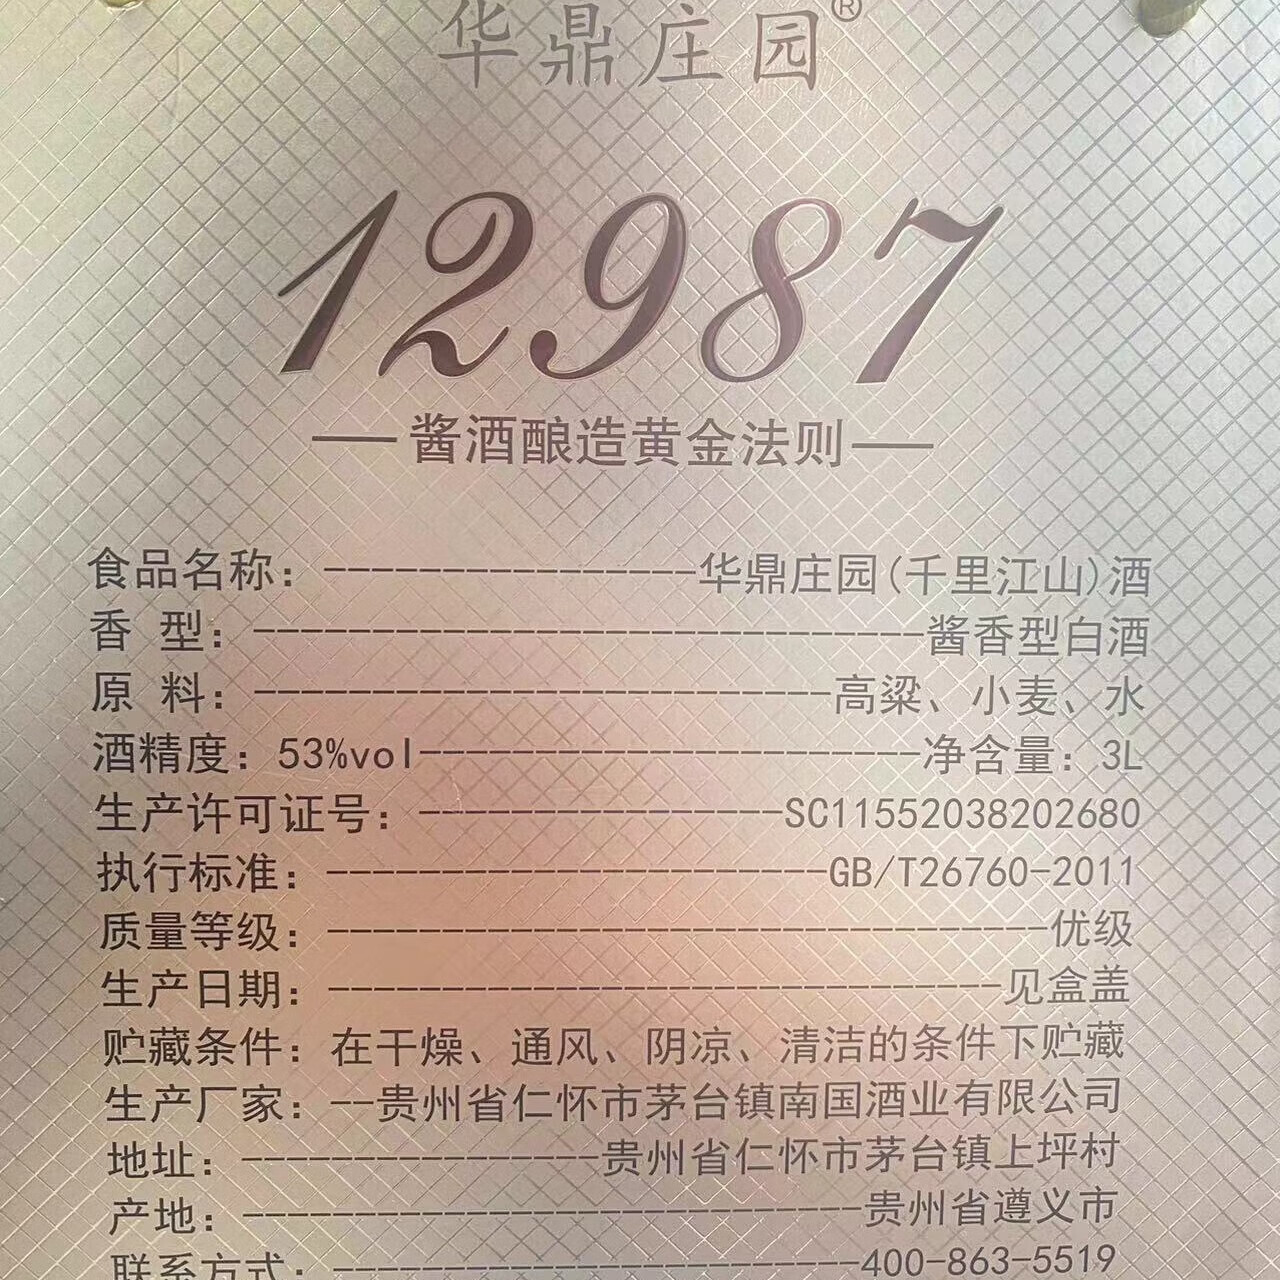 华鼎庄园®
12987
酱酒酿造黄金法则
食品名称：华鼎庄园(千里江山)酒
香 型：酱香型白酒
原 料：高粱、小麦、水
酒精度：53%vol 净含量：3L
生产许可证号：SC11552038202680
执行标准：GB/T26760-2011
质量等级：优级
生产日期：见盒盖
贮藏条件：在干燥、通风、阴凉、清洁的条件下贮藏
生产厂家：贵州省仁怀市茅台镇南国酒业有限公司
地址：贵州省仁怀市茅台镇上坪村
产地：贵州省遵义市
联系方式：400-863-5519